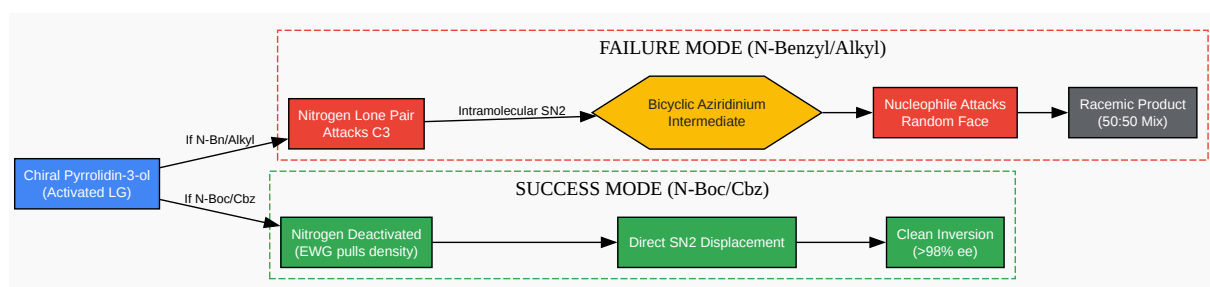 FAILURE MODE (N-Benzyl/Alkyl)
Nitrogen Lone Pair
Attacks C3
Intramolecular SN2
Bicyclic Aziridinium
Intermediate
Nucleophile Attacks
Random Face
Racemic Product
(50:50 Mix)
If N-Bn/Alkyl
Chiral Pyrrolidin-3-ol
(Activated LG)
If N-Boc/Cbz
SUCCESS MODE (N-Boc/Cbz)
Nitrogen Deactivated
(EWG pulls density)
Direct SN2 Displacement
Clean Inversion
(>98% ee)